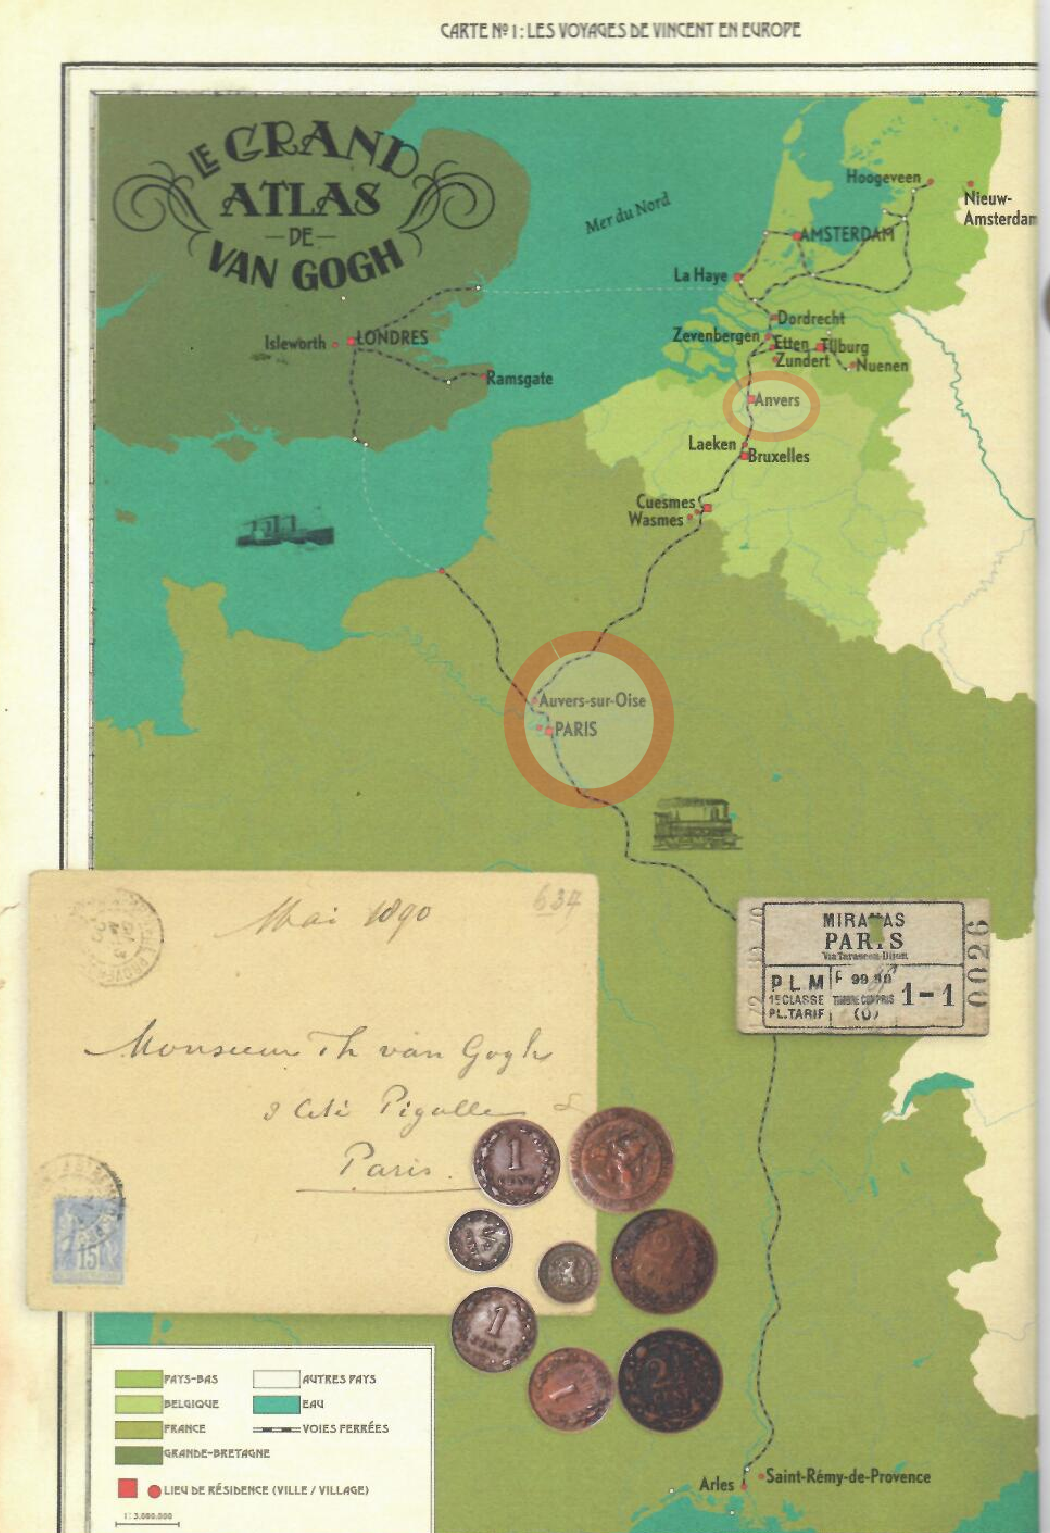 CARTE Nº1: LES VOYAGES DE VINCENT EN EUROPE
LE GRAND
ATLAS
—DE—
VAN GOGH
Mer du Nord
Hoogeveen
Nieuw-
Amsterdam
AMSTERDAM
La Haye
Dordrecht
Zevenbergen
Etten
Tilburg
Zundert
Nuenen
Isleworth
LONDRES
Ramsgate
Anvers
Laeken
Bruxelles
Cuesmes
Wasmes
Auvers-sur-Oise
PARIS
Mai 1890
634
Monsieur Th van Gogh
8 Cité Pigalle
Paris.
15
MIRAMAS
PARIS
Via Tarascon-Dijon
PLM
F 99.90
1-1
1E CLASSE
TIMBRE COMPRIS
PL.TARIF
(U)
0026
1
1
1
2½
PAYS-BAS
AUTRES PAYS
BELGIQUE
EAU
FRANCE
VOIES FERRÉES
GRANDE-BRETAGNE
LIEU DE RÉSIDENCE (VILLE / VILLAGE)
1: 3.000.000
Arles
Saint-Rémy-de-Provence